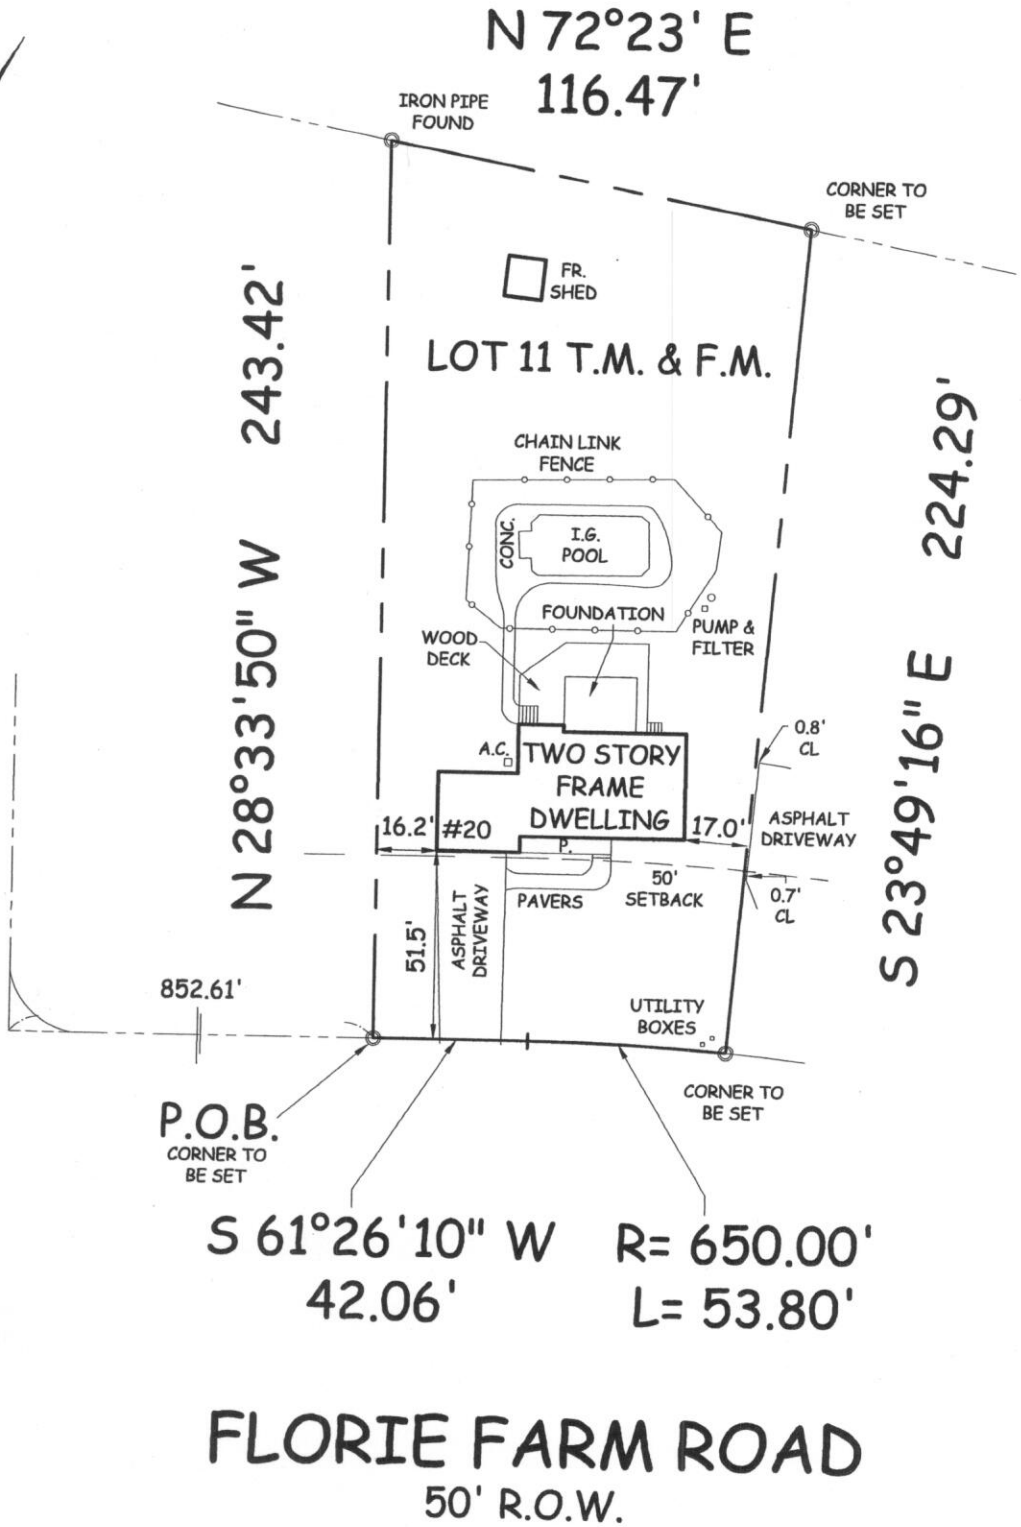 N 72°23' E
116.47'
IRON PIPE
FOUND
CORNER TO
BE SET
FR.
SHED
243.42'
LOT 11 T.M. & F.M.
224.29'
CHAIN LINK
FENCE
CONC.
I.G.
POOL
FOUNDATION
WOOD
DECK
PUMP &
FILTER
N 28°33'50" W
S 23°49'16" E
0.8'
CL
A.C.
TWO STORY
FRAME
DWELLING
16.2'
#20
17.0'
ASPHALT
DRIVEWAY
P.
50'
SETBACK
0.7'
CL
PAVERS
51.5'
ASPHALT
DRIVEWAY
852.61'
UTILITY
BOXES
CORNER TO
BE SET
P.O.B.
CORNER TO
BE SET
S 61°26'10" W
42.06'
R= 650.00'
L= 53.80'
FLORIE FARM ROAD
50' R.O.W.